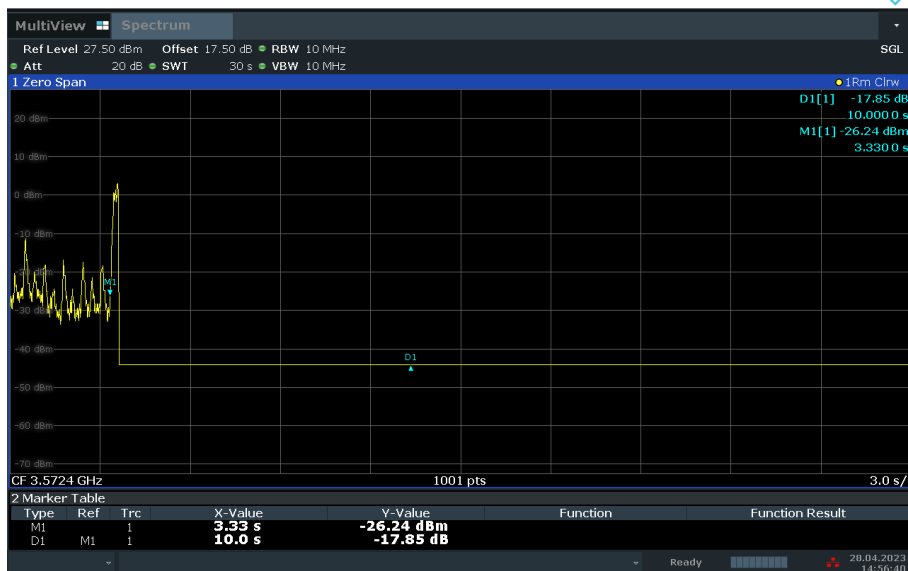 MultiView Spectrum
Ref Level 27.50 dBm Offset 17.50 dB RBW 10 MHz SGL
Att 20 dB SWT 30 s VBW 10 MHz
1 Zero Span 1Rm Clrw
D1[1] -17.85 dB
10.000 0 s
M1[1] -26.24 dBm
3.330 0 s
20 dBm
10 dBm
0 dBm
-10 dBm
-20 dBm
M1
-30 dBm
-40 dBm
D1
-50 dBm
-60 dBm
-70 dBm
CF 3.5724 GHz 1001 pts 3.0 s/
2 Marker Table
Type Ref Trc X-Value Y-Value Function Function Result
M1 1 3.33 s -26.24 dBm
D1 M1 1 10.0 s -17.85 dB
Ready 28.04.2023
14:56:40